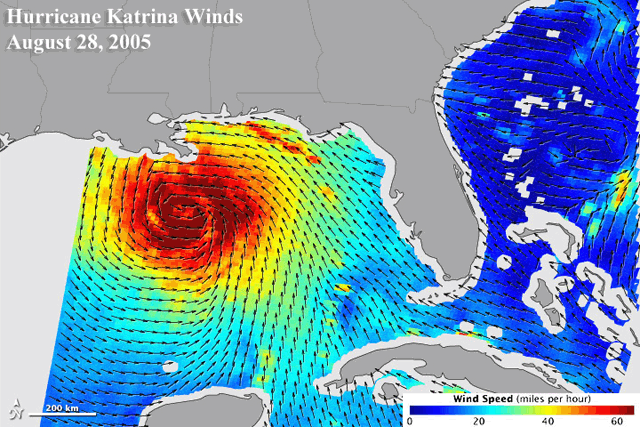 Hurricane Katrina Winds
August 28, 2005
N
200 km
Wind Speed (miles per hour)
0 20 40 60